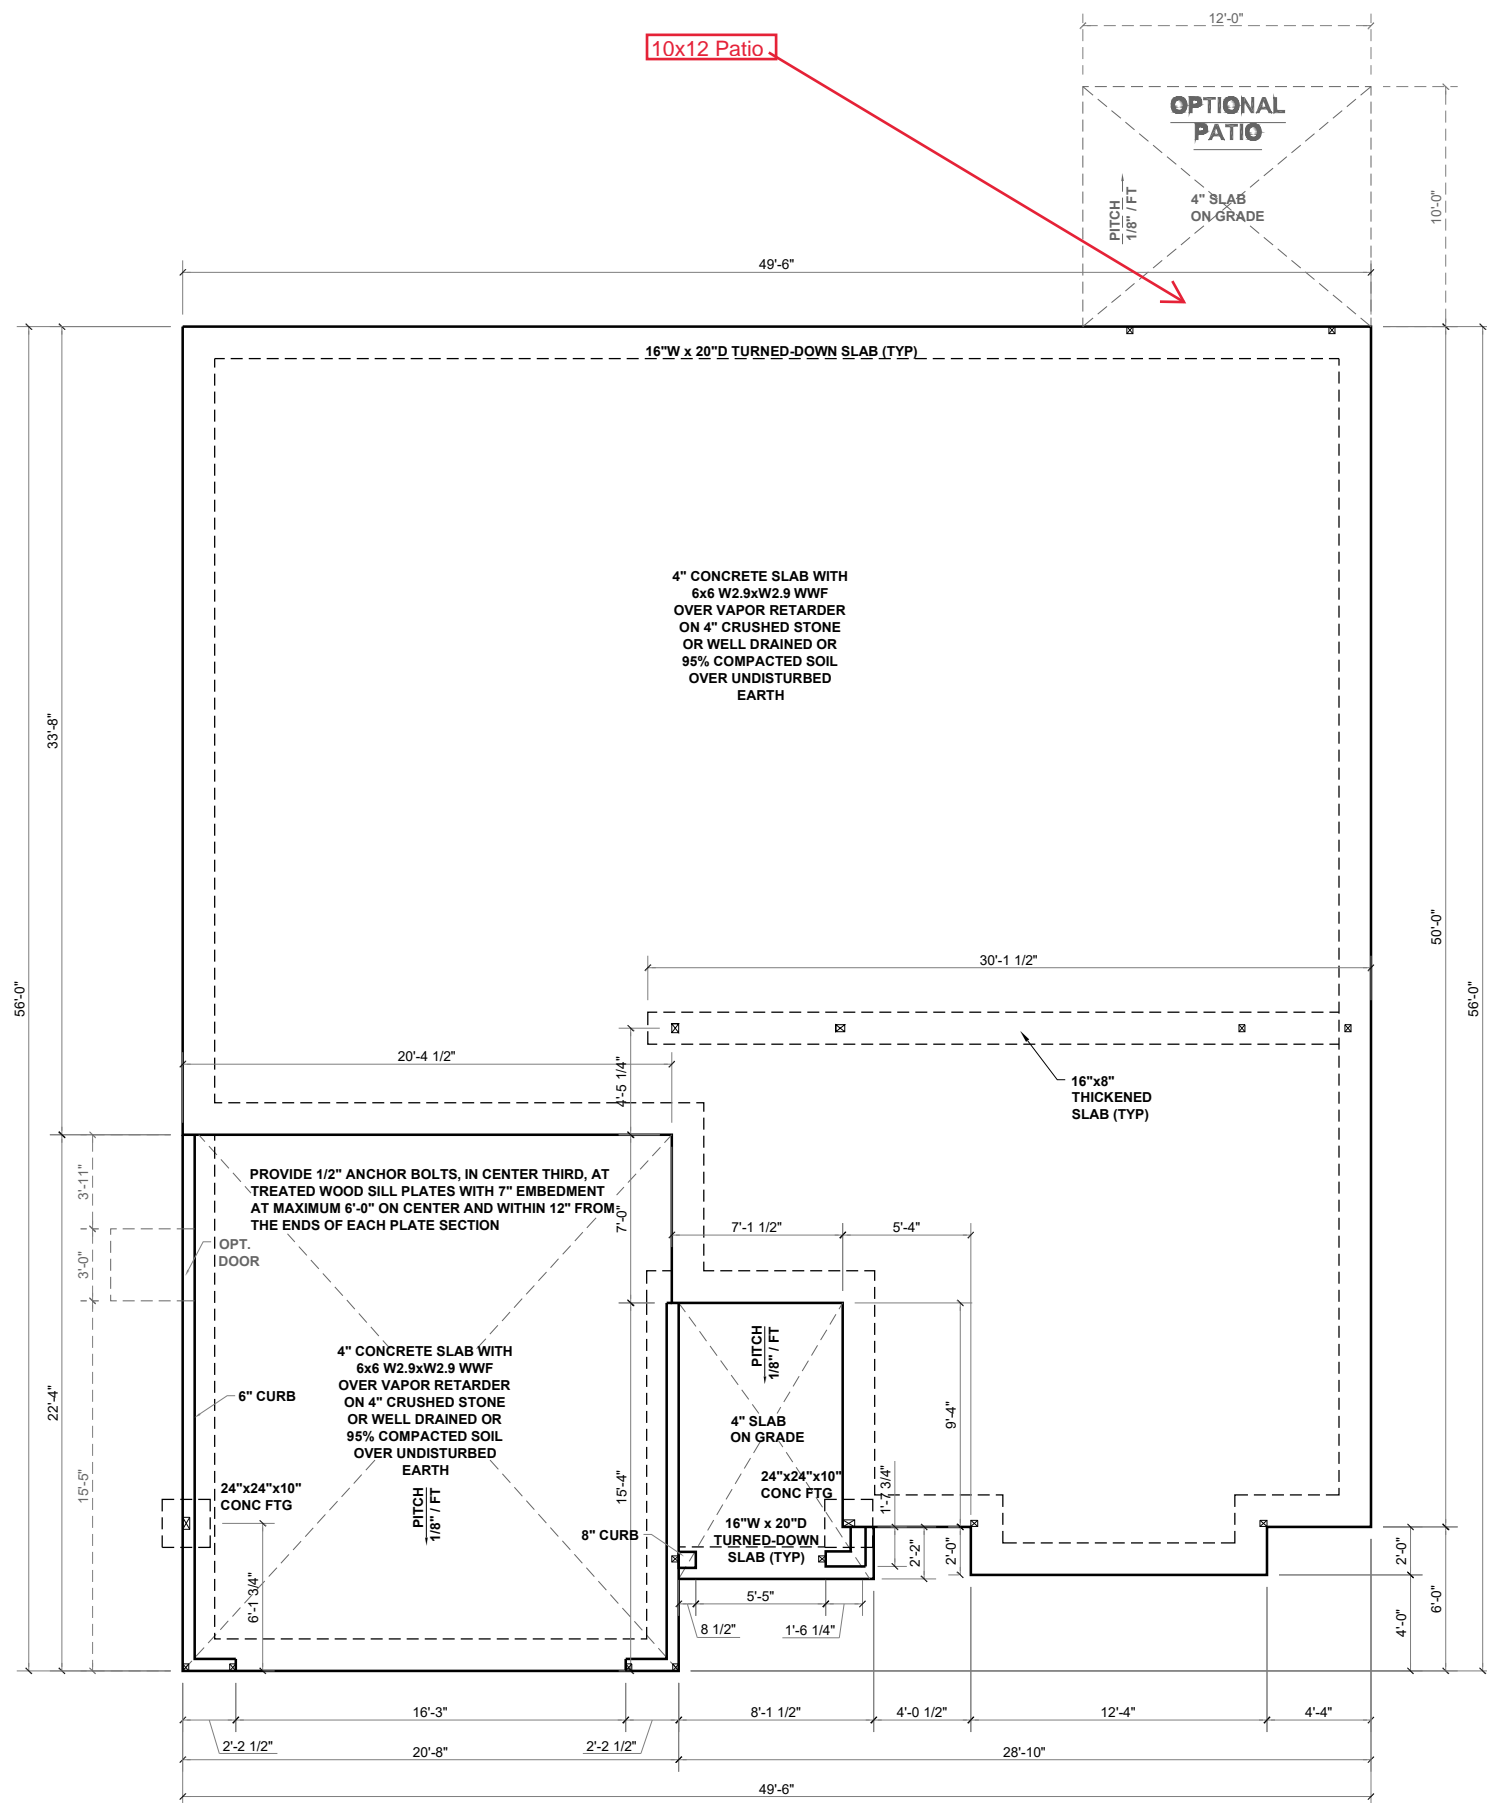 12'-0"
10x12 Patio
OPTIONAL
PATIO
PITCH
1/8" / FT
4" SLAB
ON GRADE
10'-0"
49'-6"
16"W x 20"D TURNED-DOWN SLAB (TYP)
4" CONCRETE SLAB WITH
6x6 W2.9xW2.9 WWF
OVER VAPOR RETARDER
ON 4" CRUSHED STONE
OR WELL DRAINED OR
95% COMPACTED SOIL
OVER UNDISTURBED
EARTH
33'-8"
50'-0"
56'-0"
56'-0"
30'-1 1/2"
20'-4 1/2"
4'-5 1/4"
16"x8"
THICKENED
SLAB (TYP)
3'-11"
PROVIDE 1/2" ANCHOR BOLTS, IN CENTER THIRD, AT
TREATED WOOD SILL PLATES WITH 7" EMBEDMENT
AT MAXIMUM 6'-0" ON CENTER AND WITHIN 12" FROM
THE ENDS OF EACH PLATE SECTION
7'-0"
7'-1 1/2"
5'-4"
OPT.
DOOR
3'-0"
4" CONCRETE SLAB WITH
6x6 W2.9xW2.9 WWF
OVER VAPOR RETARDER
ON 4" CRUSHED STONE
OR WELL DRAINED OR
95% COMPACTED SOIL
OVER UNDISTURBED
EARTH
PITCH
1/8" / FT
6" CURB
22'-4"
4" SLAB
ON GRADE
9'-4"
15'-5"
24"x24"x10"
CONC FTG
PITCH
1/8" / FT
15'-4"
24"x24"x10"
CONC FTG
1'-7 3/4"
8" CURB
16"W x 20"D
TURNED-DOWN
SLAB (TYP)
2'-2"
2'-0"
2'-0"
6'-1 3/4"
5'-5"
8 1/2"
1'-6 1/4"
4'-0"
6'-0"
16'-3"
8'-1 1/2"
4'-0 1/2"
12'-4"
4'-4"
2'-2 1/2"
20'-8"
2'-2 1/2"
28'-10"
49'-6"